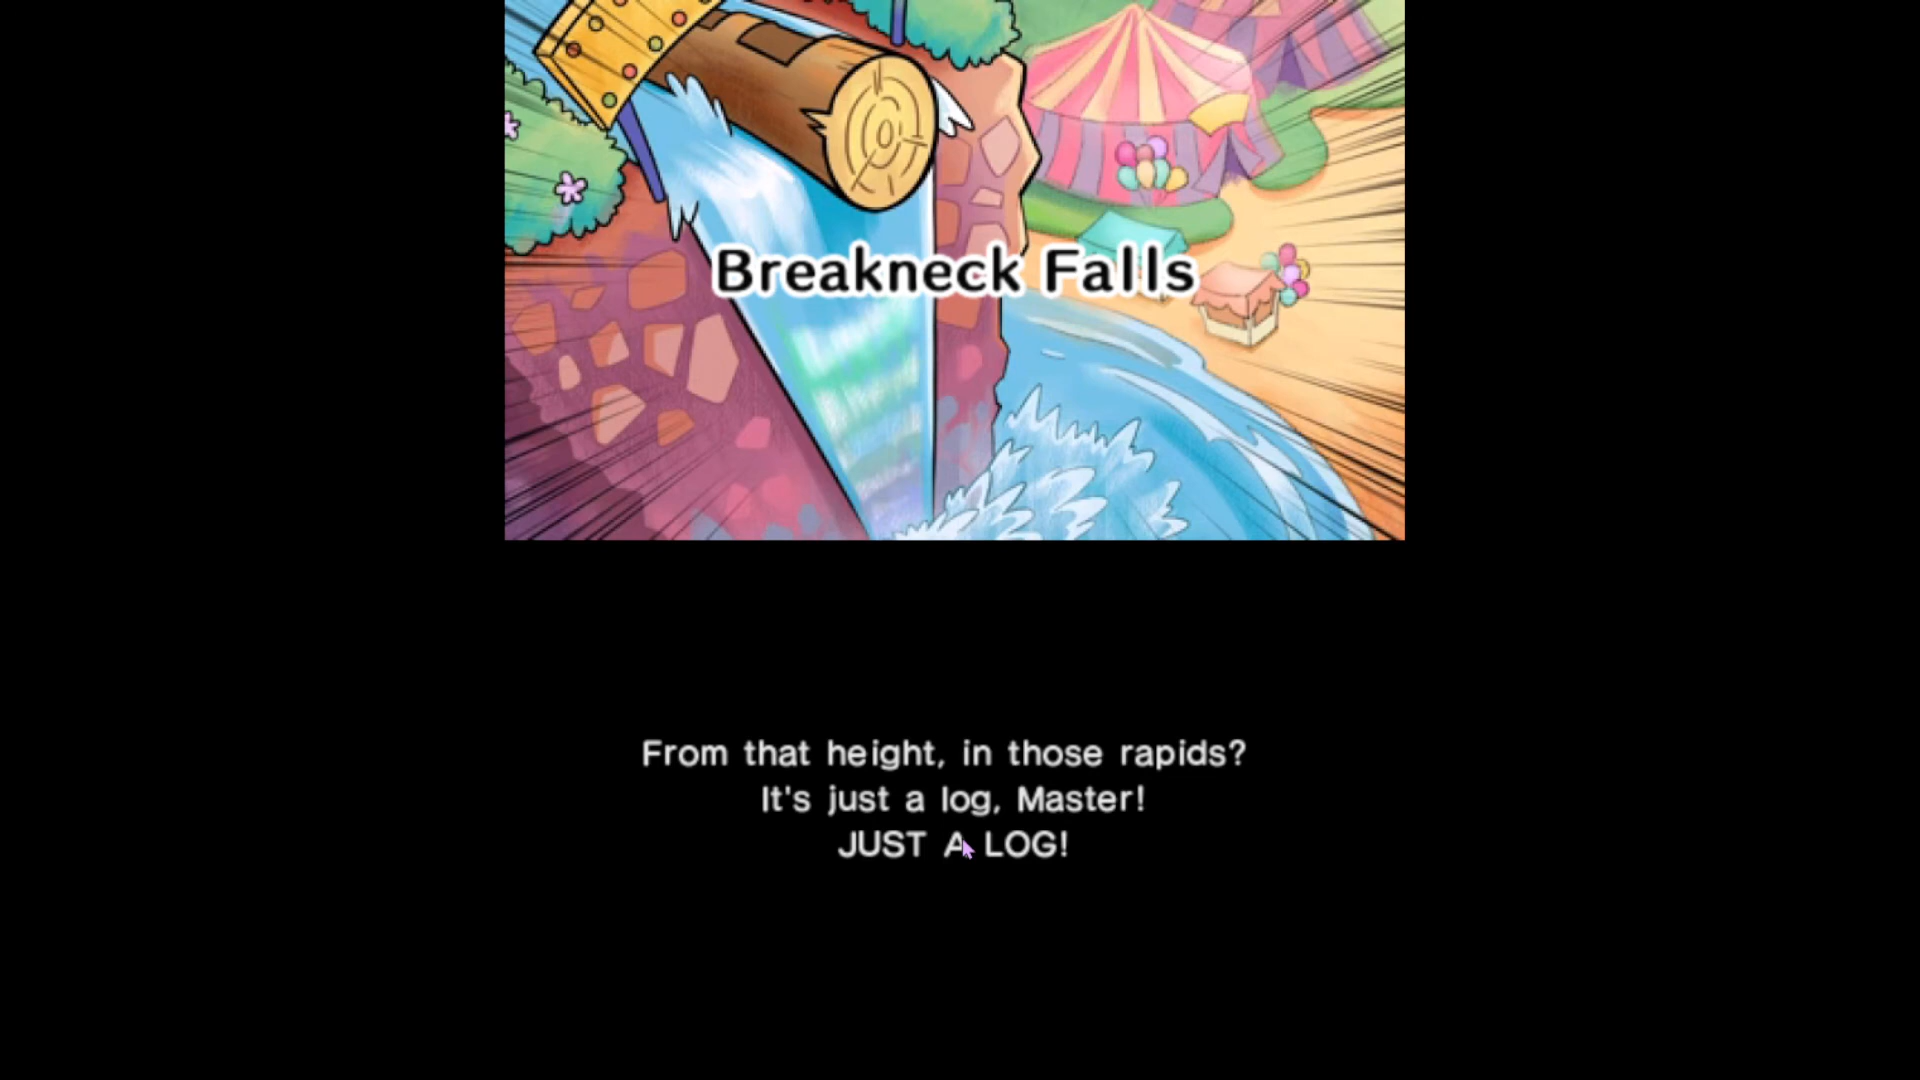 Breakneck Falls
From that height, in those rapids?
It's just a log, Master!
JUST A LOG!